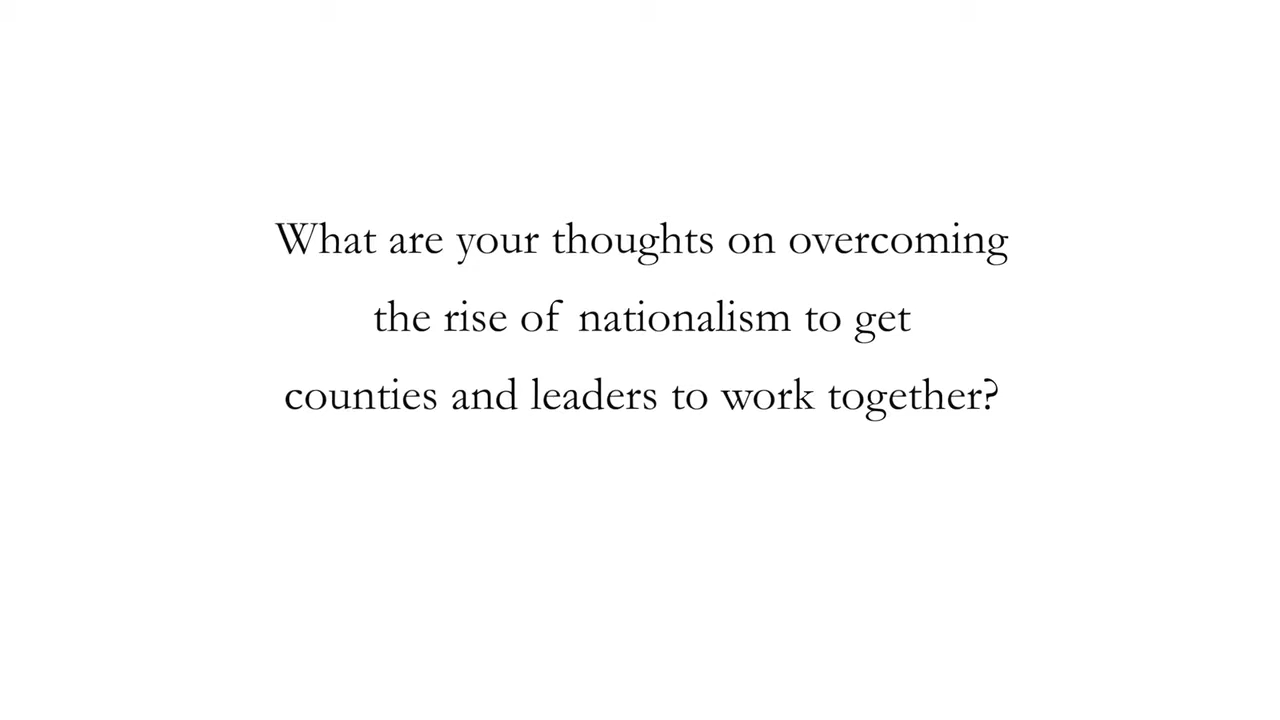 What are your thoughts on overcoming
the rise of nationalism to get
counties and leaders to work together?